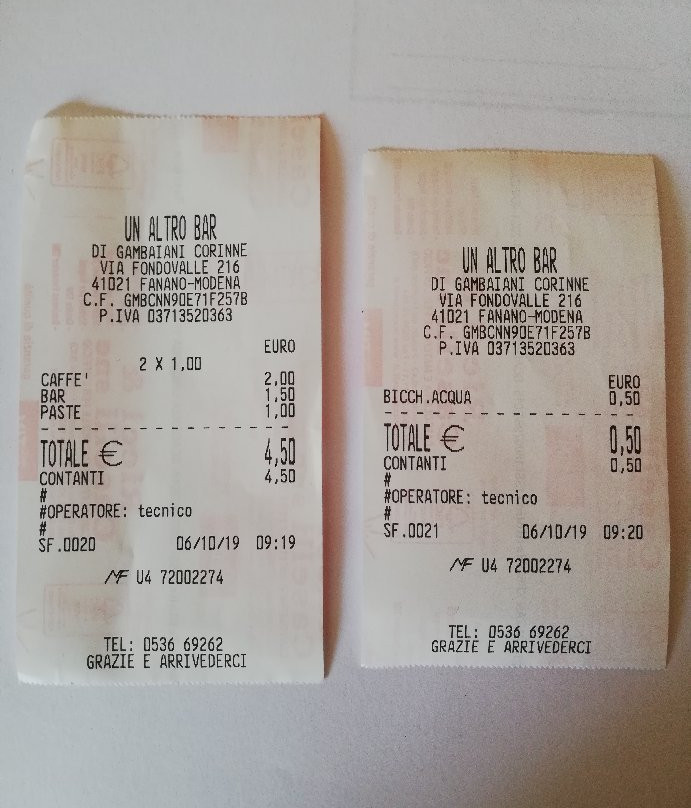 UN ALTRO BAR
DI GAMBAIANI CORINNE
VIA FONDOVALLE 216
41021 FANANO-MODENA
C.F. GMBCNN90E71F257B
P.IVA 03713520363
EURO
2 X 1,00
CAFFE' 2,00
BAR 1,50
PASTE 1,00
TOTALE € 4,50
CONTANTI 4,50
#
#OPERATORE: tecnico
#
SF.0020 06/10/19 09:19
MF U4 72002274
TEL: 0536 69262
GRAZIE E ARRIVEDERCI
UN ALTRO BAR
DI GAMBAIANI CORINNE
VIA FONDOVALLE 216
41021 FANANO-MODENA
C.F. GMBCNN90E71F257B
P.IVA 03713520363
EURO
BICCH.ACQUA 0,50
TOTALE € 0,50
CONTANTI 0,50
#
#OPERATORE: tecnico
#
SF.0021 06/10/19 09:20
MF U4 72002274
TEL: 0536 69262
GRAZIE E ARRIVEDERCI